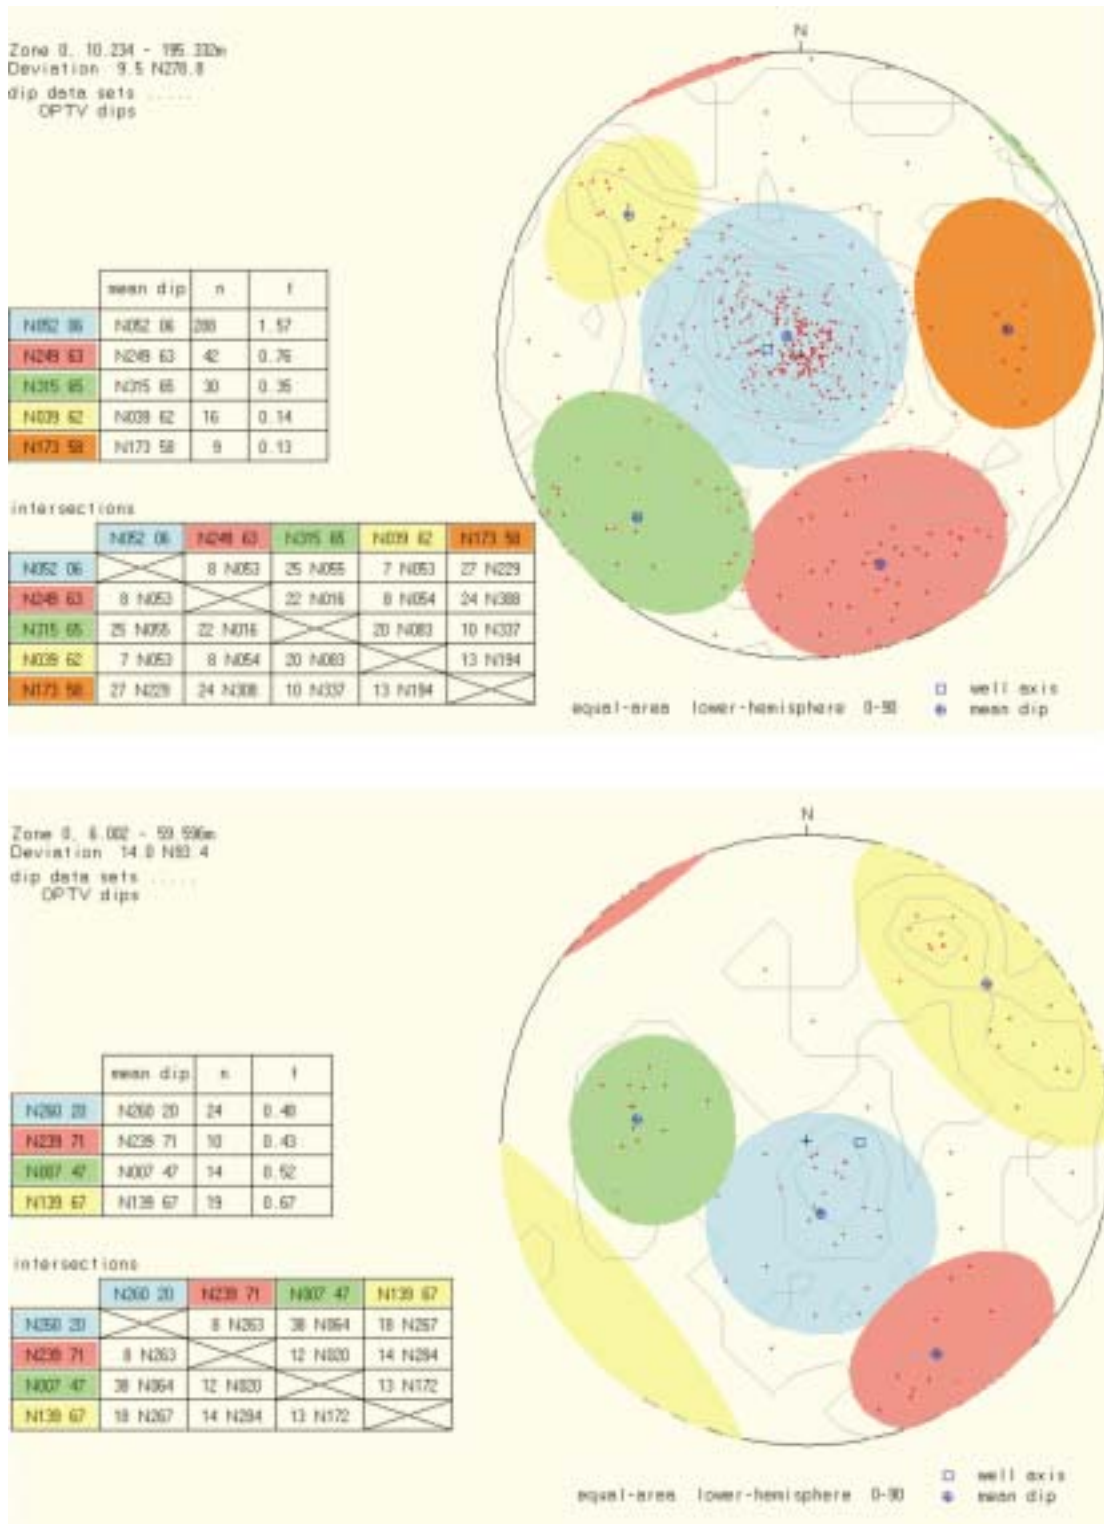 N
Zone 0, 10.234 - 195.332m
Deviation 9.5 N278.8
dip data sets ......
OPTV dips
mean dip n f
N052 06 N052 06 288 1.57
N249 63 N249 63 42 0.76
N315 65 N315 65 30 0.35
N039 62 N039 62 16 0.14
N173 58 N173 58 9 0.13
intersections
N052 06 N249 63 N315 65 N039 62 N173 58
N052 06 8 N053 25 N055 7 N053 27 N229
N249 63 8 N053 22 N016 8 N054 24 N308
N315 65 25 N055 22 N016 20 N083 10 N337
N039 62 7 N053 8 N054 20 N083 13 N194
N173 58 27 N229 24 N308 10 N337 13 N194
equal-area lower-hemisphere 0-90
well axis
mean dip
N
Zone 0, 6.002 - 59.596m
Deviation 14.0 N93.4
dip data sets ......
OPTV dips
mean dip n f
N260 20 N260 20 24 0.40
N239 71 N239 71 10 0.43
N007 47 N007 47 14 0.52
N139 67 N139 67 19 0.67
intersections
N260 20 N239 71 N007 47 N139 67
N260 20 8 N263 38 N064 18 N267
N239 71 8 N263 12 N020 14 N284
N007 47 38 N064 12 N020 13 N172
N139 67 18 N267 14 N284 13 N172
equal-area lower-hemisphere 0-90
well axis
mean dip